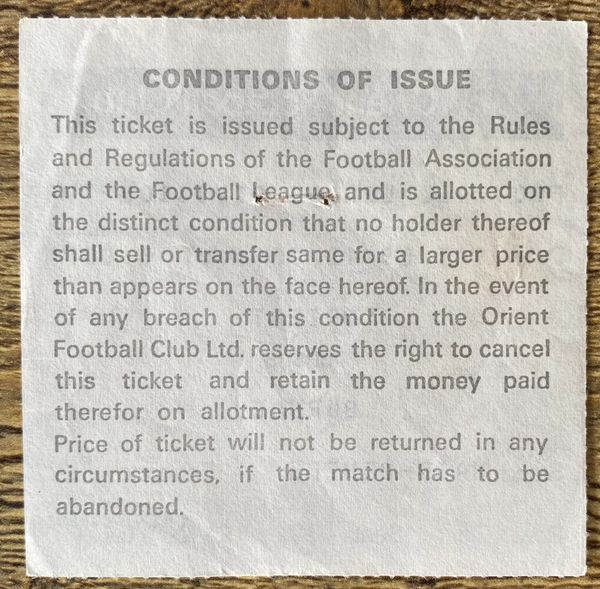 CONDITIONS OF ISSUE
This ticket is issued subject to the Rules
and Regulations of the Football Association
and the Football League, and is allotted on
the distinct condition that no holder thereof
shall sell or transfer same for a larger price
than appears on the face hereof. In the event
of any breach of this condition the Orient
Football Club Ltd. reserves the right to cancel
this ticket and retain the money paid
therefor on allotment.
Price of ticket will not be returned in any
circumstances, if the match has to be
abandoned.